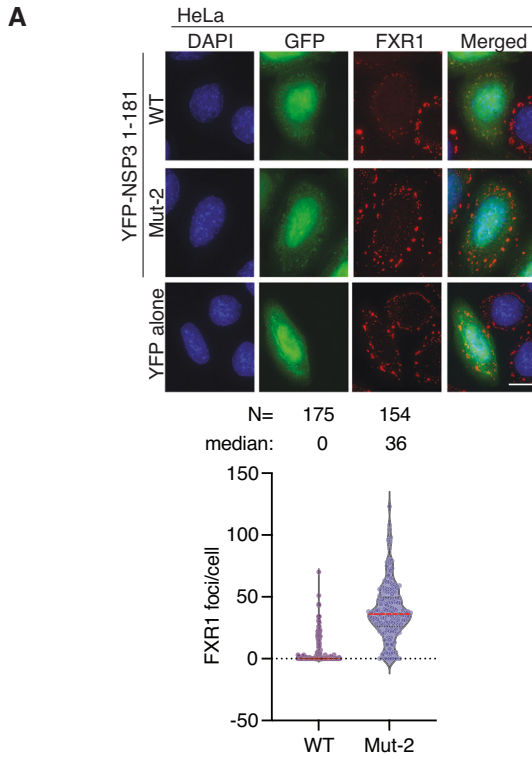 A
HeLa
DAPI GFP FXR1 Merged
YFP-NSP3 1-181
WT
Mut-2
YFP alone
N= 175 154
median: 0 36
FXR1 foci/cell
150
100
50
0
-50
WT Mut-2